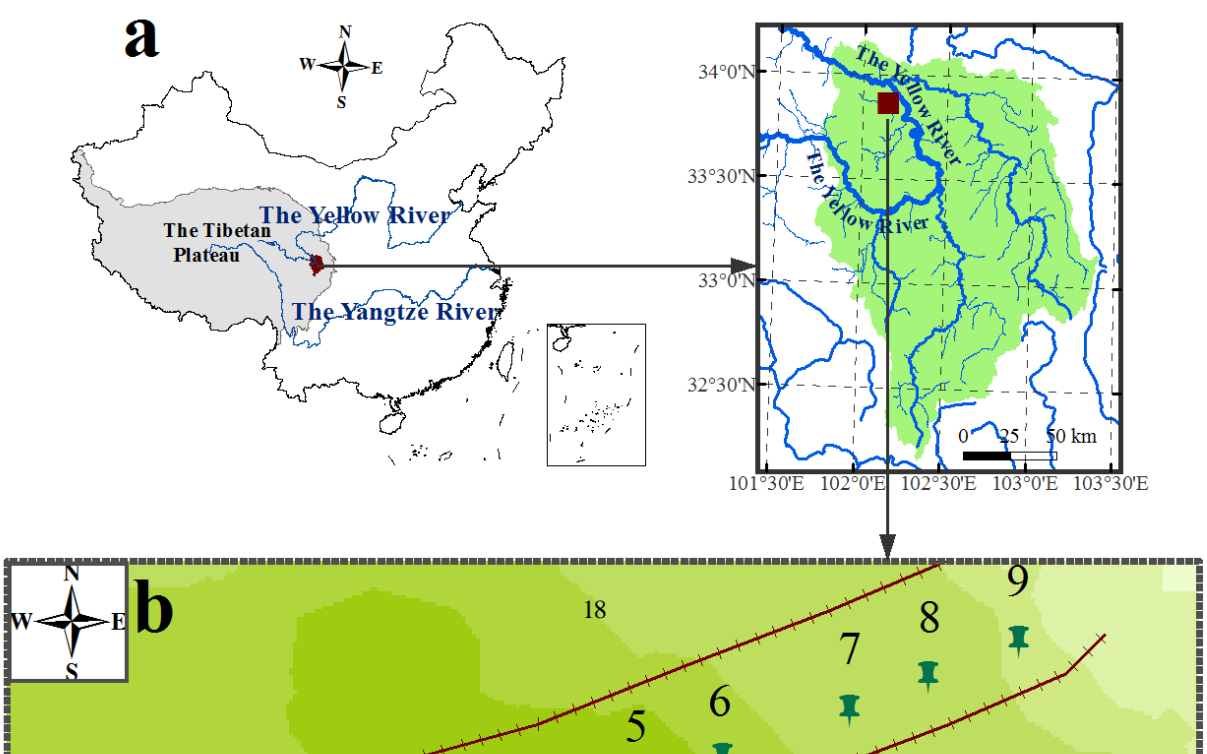 a
N
W
E
S
The Yellow River
The Tibetan
Plateau
The Yangtze River
The Yellow River
The Yellow River
34°0'N
33°30'N
33°0'N
32°30'N
0 25 50 km
101°30'E 102°0'E 102°30'E 103°0'E 103°30'E
b
N
W
E
S
18
9
8
7
6
5